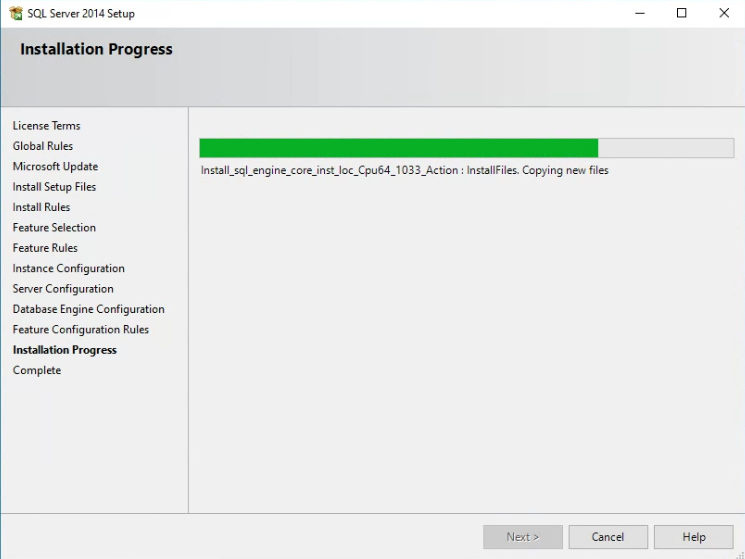 SQL Server 2014 Setup
Installation Progress
License Terms
Global Rules
Microsoft Update
Install Setup Files
Install Rules
Feature Selection
Feature Rules
Instance Configuration
Server Configuration
Database Engine Configuration
Feature Configuration Rules
Installation Progress
Complete
Install_sql_engine_core_inst_loc_Cpu64_1033_Action : InstallFiles. Copying new files
Next >
Cancel
Help